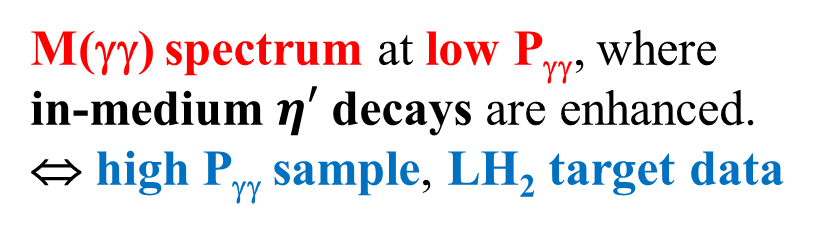 M(γγ) spectrum at low Pγγ, where
in-medium η′ decays are enhanced.
⇔ high Pγγ sample, LH2 target data